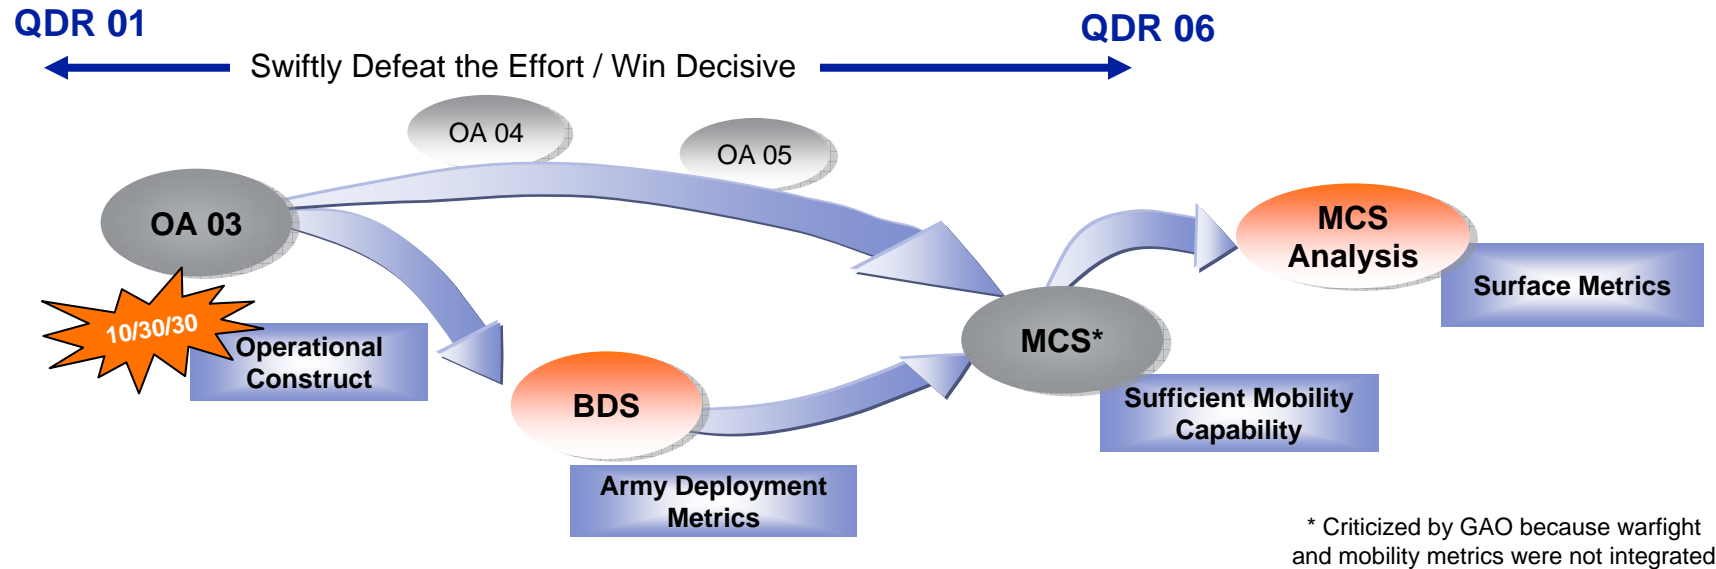 QDR 01
QDR 06
Swiftly Defeat the Effort / Win Decisive
OA 04
OA 05
OA 03
MCS
Analysis
10/30/30
Operational
Construct
Surface Metrics
MCS*
BDS
Sufficient Mobility
Capability
Army Deployment
Metrics
* Criticized by GAO because warfight
and mobility metrics were not integrated